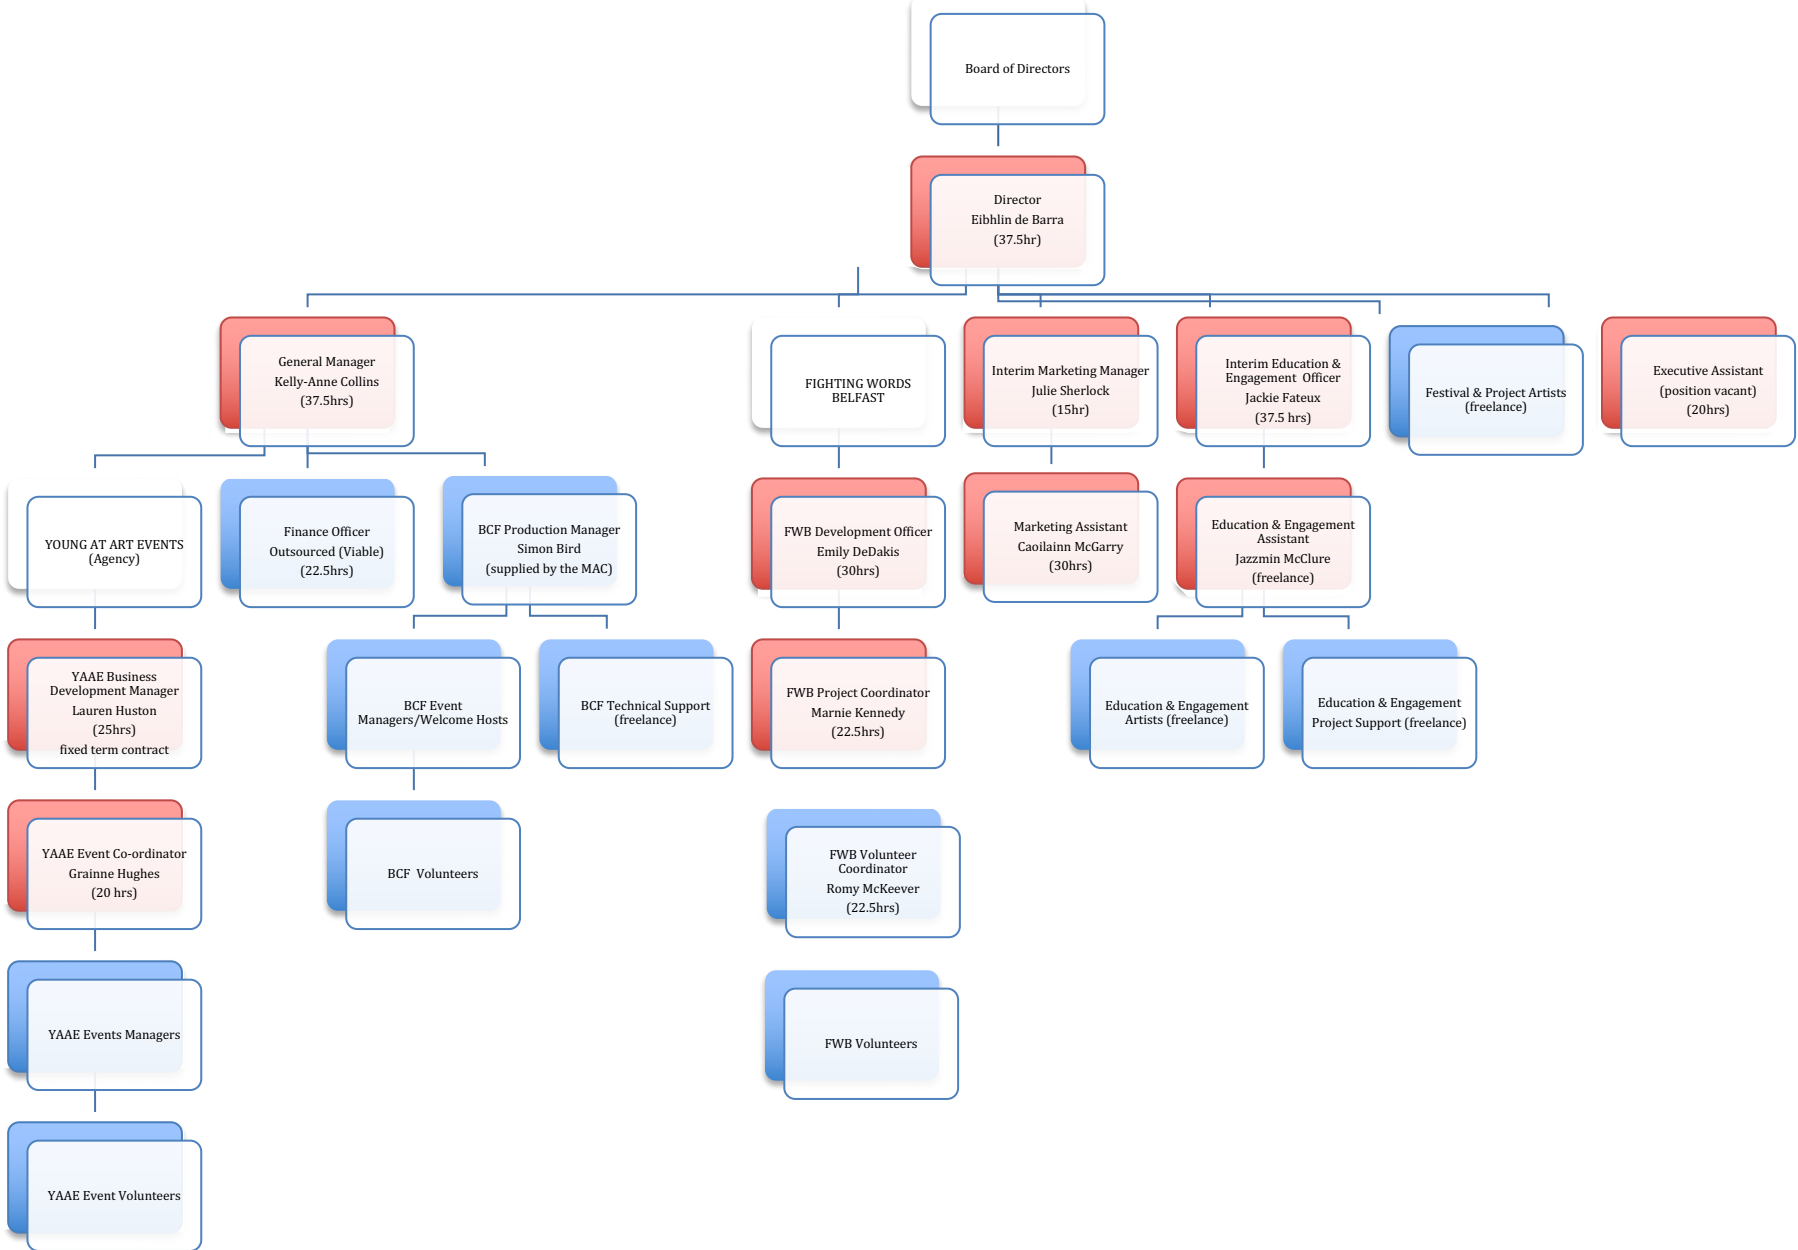 Board of Directors
Director
Eibhlin de Barra
(37.5hr)
General Manager
Kelly-Anne Collins
(37.5hrs)
FIGHTING WORDS
BELFAST
Interim Marketing Manager
Julie Sherlock
(15hr)
Interim Education &
Engagement  Officer
Jackie Fateux
(37.5 hrs)
Festival & Project Artists
(freelance)
Executive Assistant
(position vacant)
(20hrs)
YOUNG AT ART EVENTS
(Agency)
Finance Officer
Outsourced (Viable)
(22.5hrs)
BCF Production Manager
Simon Bird
(supplied by the MAC)
FWB Development Officer
Emily DeDakis
(30hrs)
Marketing Assistant
Caoilainn McGarry
(30hrs)
Education & Engagement
Assistant
Jazzmin McClure
(freelance)
YAAE Business
Development Manager
Lauren Huston
(25hrs)
fixed term contract
BCF Event
Managers/Welcome Hosts
BCF Technical Support
(freelance)
FWB Project Coordinator
Marnie Kennedy
(22.5hrs)
Education & Engagement
Artists (freelance)
Education & Engagement
Project Support (freelance)
YAAE Event Co-ordinator
Grainne Hughes
(20 hrs)
BCF  Volunteers
FWB Volunteer
Coordinator
Romy McKeever
(22.5hrs)
YAAE Events Managers
FWB Volunteers
YAAE Event Volunteers